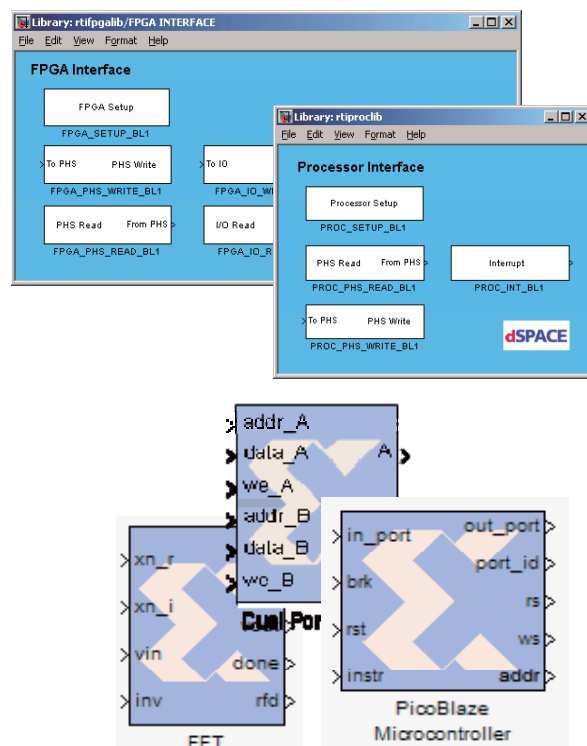 Library: rtifpgalib/FPGA INTERFACE
File Edit View Format Help
FPGA Interface
FPGA Setup
FPGA_SETUP_BL1
To PHS PHS Write
FPGA_PHS_WRITE_BL1
PHS Read From PHS
FPGA_PHS_READ_BL1
To IO
I/O Read
Library: rtiproclib
File Edit View Format Help
Processor Interface
Processor Setup
PROC_SETUP_BL1
PHS Read From PHS
PROC_PHS_READ_BL1
Interrupt
PROC_INT_BL1
To PHS PHS Write
PROC_PHS_WRITE_BL1
dSPACE
addr_A
data_A A
we_A
addr_B
data_B
we_B
xn_r
xn_i
vin
done
inv rfd
FFT
in_port out_port
port_id
brk
rs
rst
ws
instr addr
PicoBlaze
Microcontroller